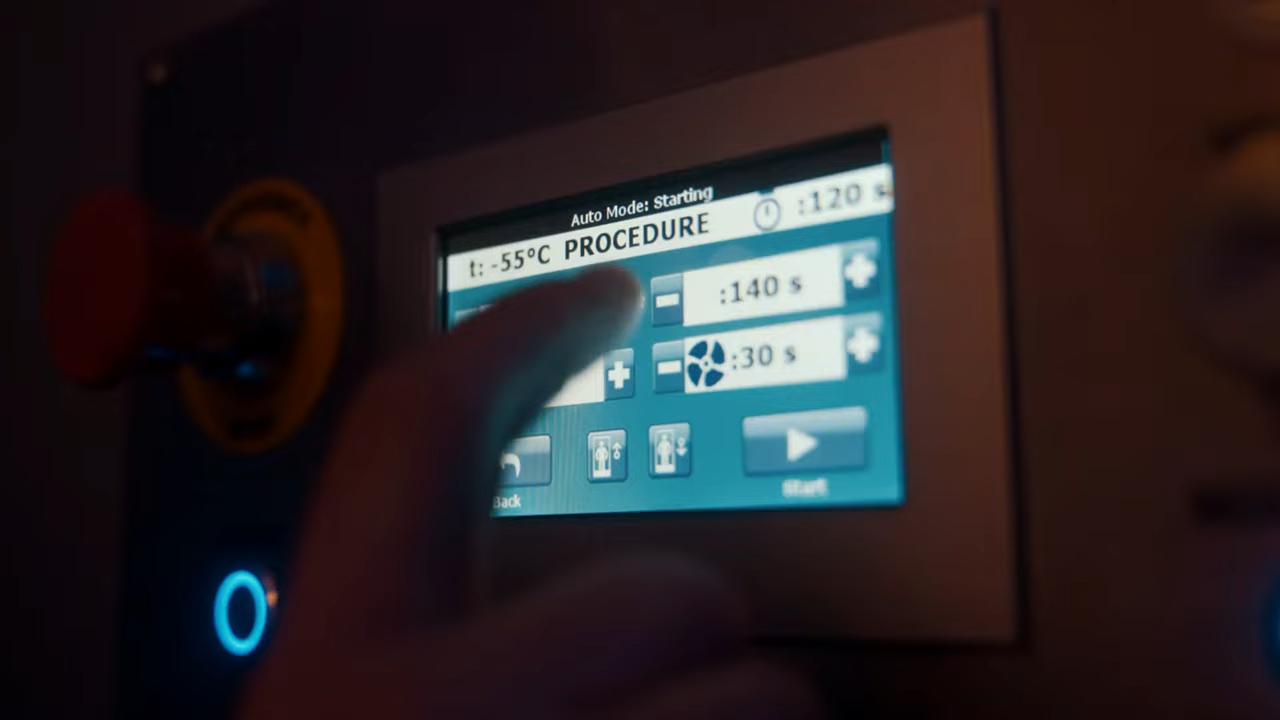 Auto Mode: Starting
t: -55°C PROCEDURE :120 s
:140 s
:30 s
Back
Start